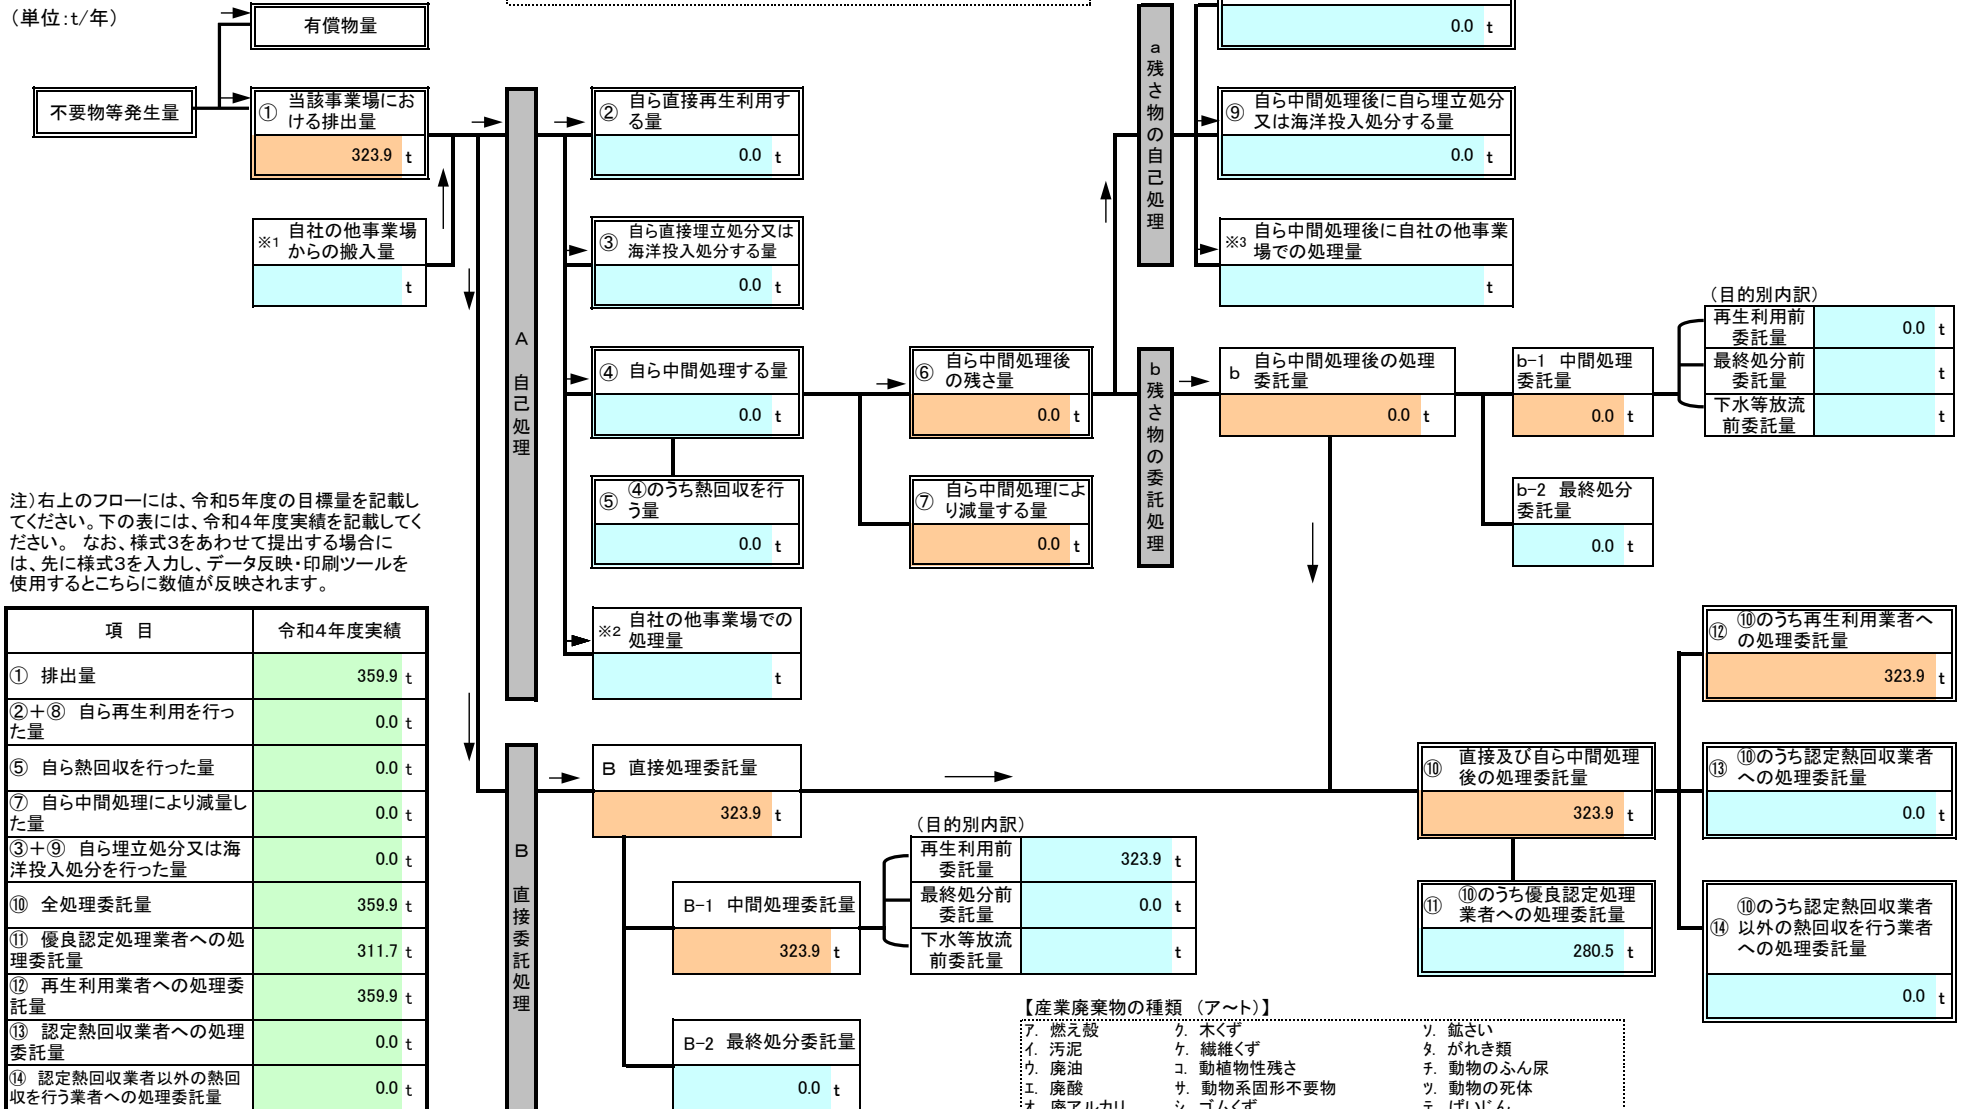 （単位:t/年）
有償物量
0.0 t
不要物等発生量
① 当該事業場にお
ける排出量
323.9 t
※1 自社の他事業場
からの搬入量
t
A 自己処理
② 自ら直接再生利用す
る量
0.0 t
③ 自ら直接埋立処分又は
海洋投入処分する量
0.0 t
④ 自ら中間処理する量
0.0 t
⑤ ④のうち熱回収を行
う量
0.0 t
※2 自社の他事業場での
処理量
t
⑥ 自ら中間処理後
の残さ量
0.0 t
⑦ 自ら中間処理によ
り減量する量
0.0 t
a 残さ物の自己処理
⑨ 自ら中間処理後に自ら埋立処分
又は海洋投入処分する量
0.0 t
※3 自ら中間処理後に自社の他事業
場での処理量
t
b 残さ物の委託処理
b 自ら中間処理後の処理
委託量
0.0 t
b-1 中間処理
委託量
0.0 t
b-2 最終処分
委託量
0.0 t
（目的別内訳）
再生利用前
委託量
0.0 t
最終処分前
委託量
t
下水等放流
前委託量
t
注）右上のフローには、令和5年度の目標量を記載し
てください。下の表には、令和4年度実績を記載してく
ださい。 なお、様式3をあわせて提出する場合に
は、先に様式3を入力し、データ反映・印刷ツールを
使用するとこちらに数値が反映されます。
項 目 令和4年度実績
① 排出量 359.9 t
②＋⑧ 自ら再生利用を行っ
た量
0.0 t
⑤ 自ら熱回収を行った量 0.0 t
⑦ 自ら中間処理により減量し
た量
0.0 t
③＋⑨ 自ら埋立処分又は海
洋投入処分を行った量
0.0 t
⑩ 全処理委託量 359.9 t
⑪ 優良認定処理業者への処
理委託量
311.7 t
⑫ 再生利用業者への処理委
託量
359.9 t
⑬ 認定熱回収業者への処理
委託量
0.0 t
⑭ 認定熱回収業者以外の熱回
収を行う業者への処理委託量
0.0 t
B 直接委託処理
B 直接処理委託量
323.9 t
B-1 中間処理委託量
323.9 t
B-2 最終処分委託量
0.0 t
（目的別内訳）
再生利用前
委託量
323.9 t
最終処分前
委託量
0.0 t
下水等放流
前委託量
t
⑩ 直接及び自ら中間処理
後の処理委託量
323.9 t
⑪ ⑩のうち優良認定処理
業者への処理委託量
280.5 t
⑫ ⑩のうち再生利用業者へ
の処理委託量
323.9 t
⑬ ⑩のうち認定熱回収業者
への処理委託量
0.0 t
⑭ ⑩のうち認定熱回収業者
以外の熱回収を行う業者
への処理委託量
0.0 t
【産業廃棄物の種類 （ア～ト）】
ア. 燃え殻 ク. 木くず ソ. 鉱さい
イ. 汚泥 ケ. 繊維くず タ. がれき類
ウ. 廃油 コ. 動植物性残さ チ. 動物のふん尿
エ. 廃酸 サ. 動物系固形不要物 ツ. 動物の死体
オ. 廃アルカリ シ. ゴムくず テ. ばいじん